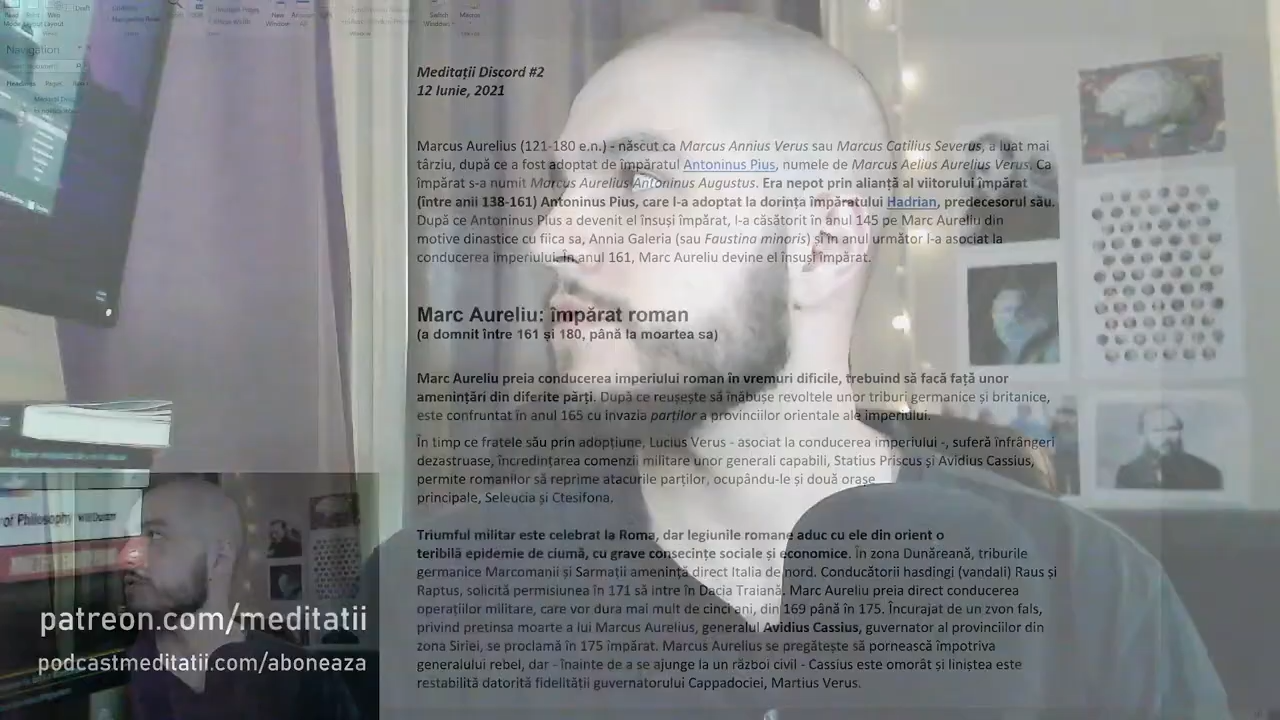 Draft
Navigation
Meditații Discord #2
12 Iunie, 2021
Marcus Aurelius (121-180 e.n.) - născut ca Marcus Annius Verus sau Marcus Catilius Severus, a luat mai
târziu, după ce a fost adoptat de împăratul Antoninus Pius, numele de Marcus Aelius Aurelius Verus. Ca
împărat s-a numit Marcus Aurelius Antoninus Augustus. Era nepot prin alianță al viitorului împărat
(între anii 138-161) Antoninus Pius, care l-a adoptat la dorința împăratului Hadrian, predecesorul său.
După ce Antoninus Pius a devenit el însuși împărat, l-a căsătorit în anul 145 pe Marc Aureliu din
motive dinastice cu fiica sa, Annia Galeria (sau Faustina minoris) și în anul următor l-a asociat la
conducerea imperiului. În anul 161, Marc Aureliu devine el însuși împărat.
Marc Aureliu: împărat roman
(a domnit între 161 și 180, până la moartea sa)
Marc Aureliu preia conducerea imperiului roman în vremuri dificile, trebuind să facă față unor
amenințări din diferite părți. După ce reușește să înăbușe revoltele unor triburi germanice și britanice,
este confruntat în anul 165 cu invazia parților a provinciilor orientale ale imperiului.
În timp ce fratele său prin adopțiune, Lucius Verus - asociat la conducerea imperiului -, suferă înfrângeri
dezastruase, încredințarea comenzii militare unor generali capabili, Statius Priscus și Avidius Cassius,
permite romanilor să reprime atacurile parților, ocupându-le și două orașe
principale, Seleucia și Ctesifona.
Triumful militar este celebrat la Roma, dar legiunile romane aduc cu ele din orient o
teribilă epidemie de ciumă, cu grave consecințe sociale și economice. În zona Dunăreană, triburile
germanice Marcomanii și Sarmații amenință direct Italia de nord. Conducătorii hasdingi (vandali) Raus și
Raptus, solicită permisiunea în 171 să intre în Dacia Traiană. Marc Aureliu preia direct conducerea
operațiilor militare, care vor dura mai mult de cinci ani, din 169 până în 175. Încurajat de un zvon fals,
privind pretinsa moarte a lui Marcus Aurelius, generalul Avidius Cassius, guvernator al provinciilor din
zona Siriei, se proclamă în 175 împărat. Marcus Aurelius se pregătește să pornească împotriva
generalului rebel, dar - înainte de a se ajunge la un război civil - Cassius este omorât și liniștea este
restabilită datorită fidelității guvernatorului Cappadociei, Martius Verus.
of Philosophy Will Durant
patreon.com/meditatii
podcastmeditatii.com/aboneaza